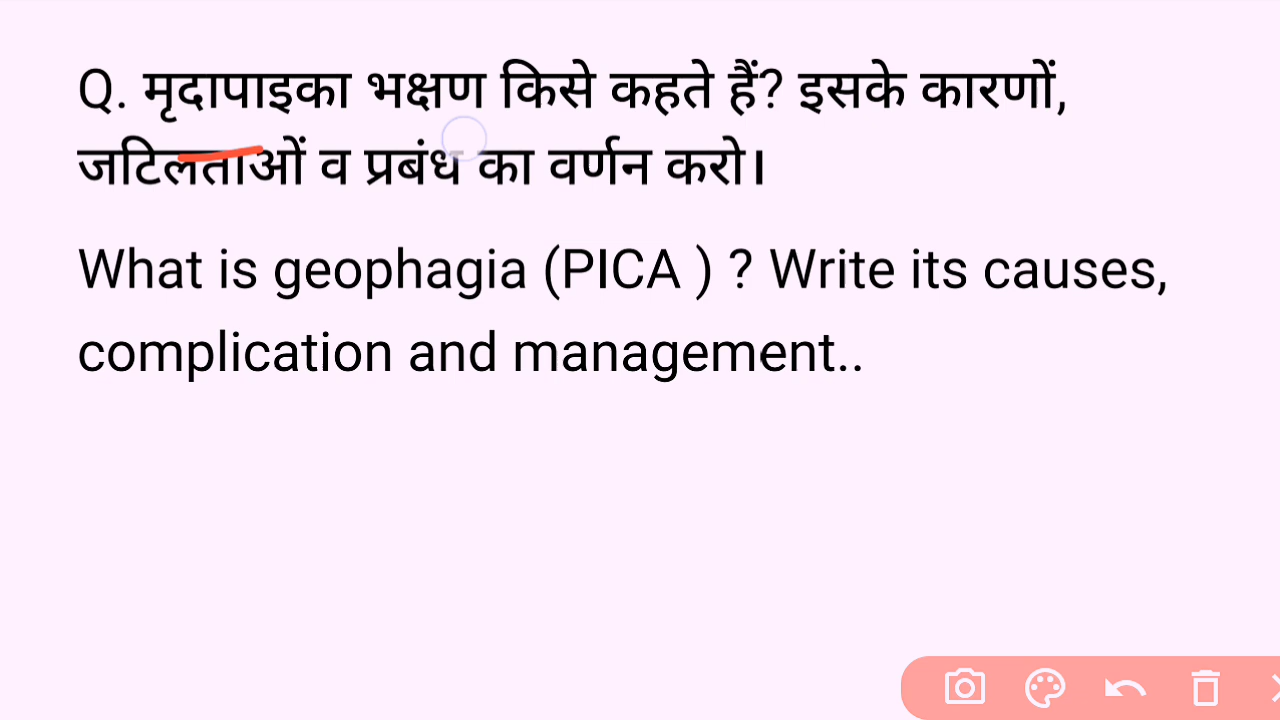 Q. मृदापाइका भक्षण किसे कहते हैं? इसके कारणों,
जटिलताओं व प्रबंध का वर्णन करो।
What is geophagia (PICA ) ? Write its causes,
complication and management..